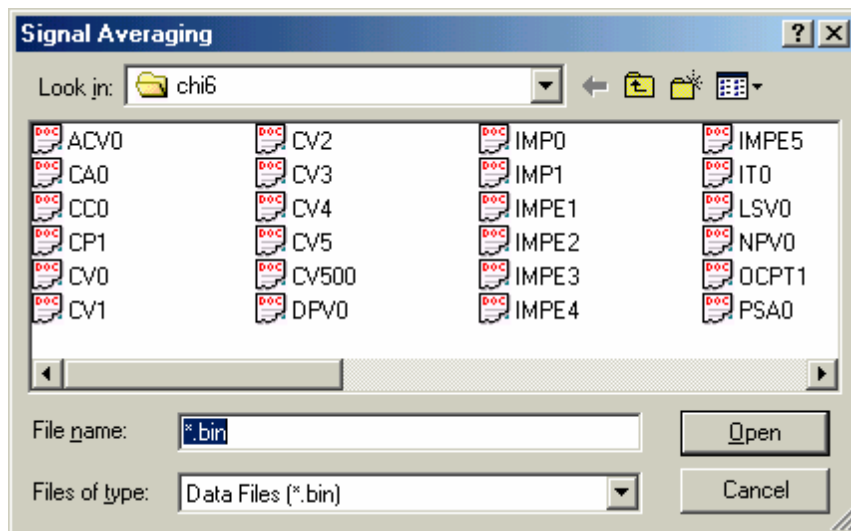 Signal Averaging
Look in: chi6
ACV0 CV2 IMP0 IMPE5
CA0 CV3 IMP1 IT0
CC0 CV4 IMPE1 LSV0
CP1 CV5 IMPE2 NPV0
CV0 CV500 IMPE3 OCPT1
CV1 DPV0 IMPE4 PSA0
File name: *.bin Open
Files of type: Data Files (*.bin) Cancel